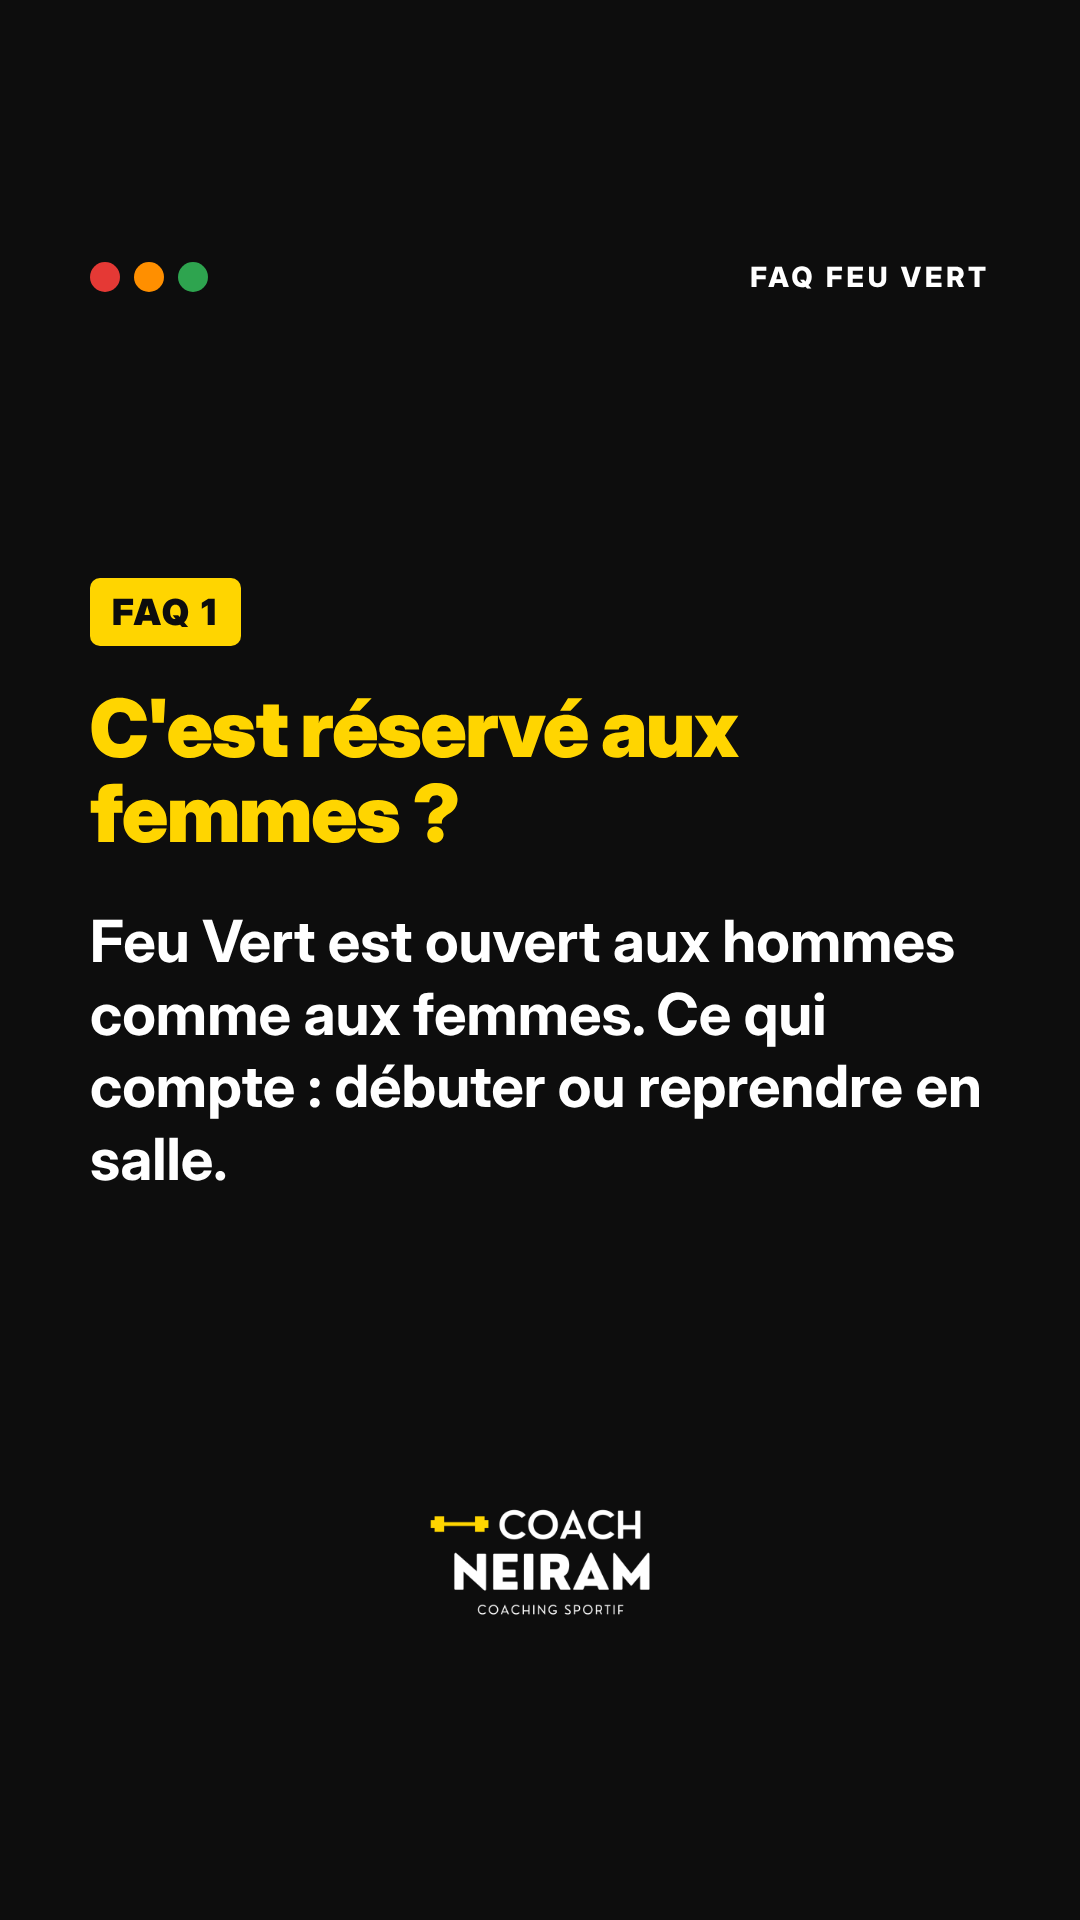 FAQ FEU VERT
FAQ 1
C'est réservé aux
femmes ?
Feu Vert est ouvert aux hommes
comme aux femmes. Ce qui
compte : débuter ou reprendre en
salle.
COACH
NEIRAM
COACHING SPORTIF